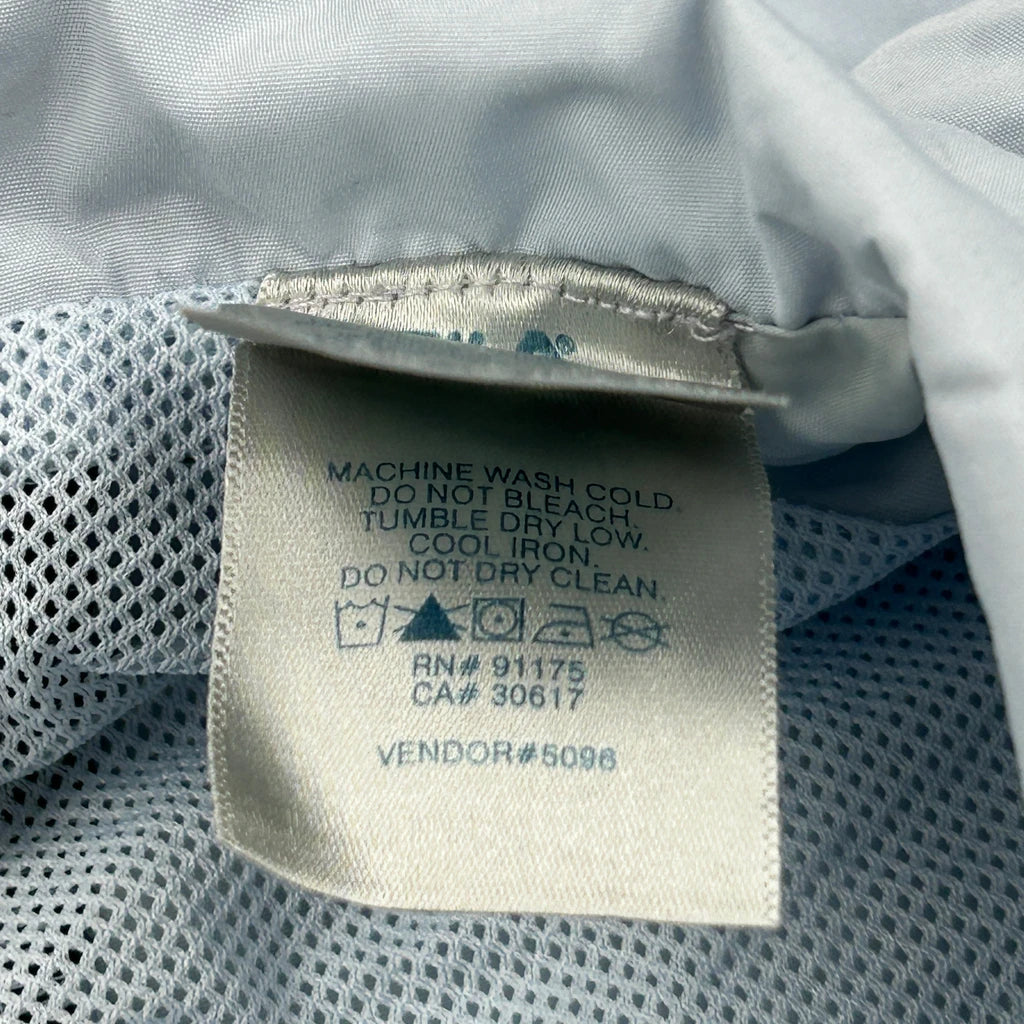 MACHINE WASH COLD.
DO NOT BLEACH.
TUMBLE DRY LOW.
COOL IRON.
DO NOT DRY CLEAN.
RN# 91175
CA# 30617
VENDOR#5096